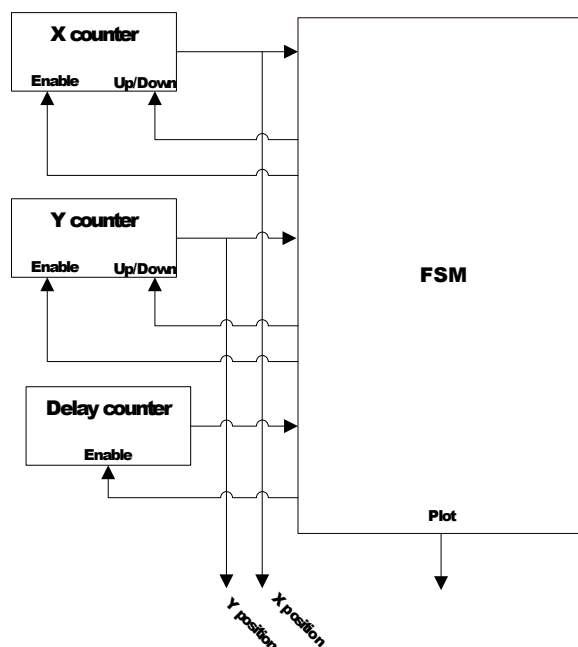 X counter
Enable
Up/Down
Y counter
Enable
Up/Down
FSM
Delay counter
Enable
Plot
Y position
X position